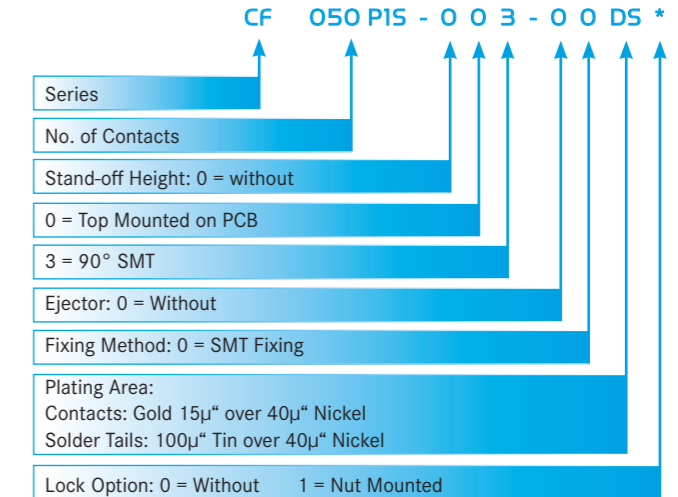 CF 050 P1S - 0 0 3 - 0 0 DS *
Series
No. of Contacts
Stand-off Height: 0 = without
0 = Top Mounted on PCB
3 = 90° SMT
Ejector: 0 = Without
Fixing Method: 0 = SMT Fixing
Plating Area:
Contacts: Gold 15µ“ over 40µ“ Nickel
Solder Tails: 100µ“ Tin over 40µ“ Nickel
Lock Option: 0 = Without 1 = Nut Mounted